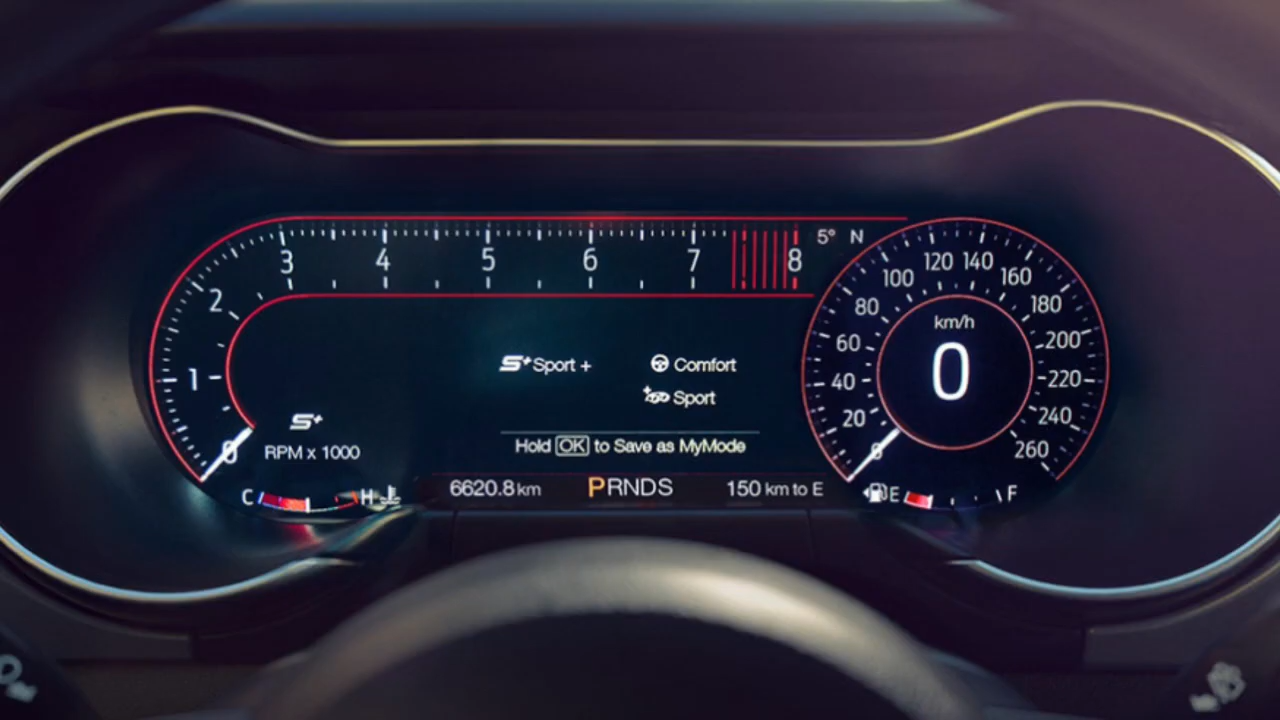 3 4 5 6 7 8
5° N
2
1
0
100 120 140 160
80 180
60 200
40 220
20 240
0 260
km/h
0
S+ Sport + Comfort
Sport
Hold OK to Save as MyMode
S+
RPM x 1000
C H
6620.8 km PRNDS 150 km to E
E F